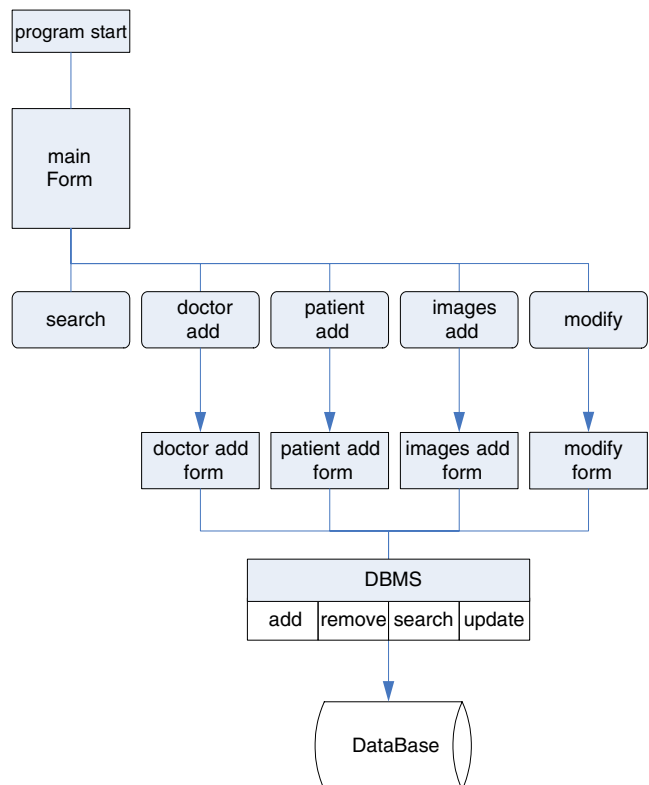 program start
main
Form
search
doctor
add
patient
add
images
add
modify
doctor add
form
patient add
form
images add
form
modify
form
DBMS
add
remove
search
update
DataBase